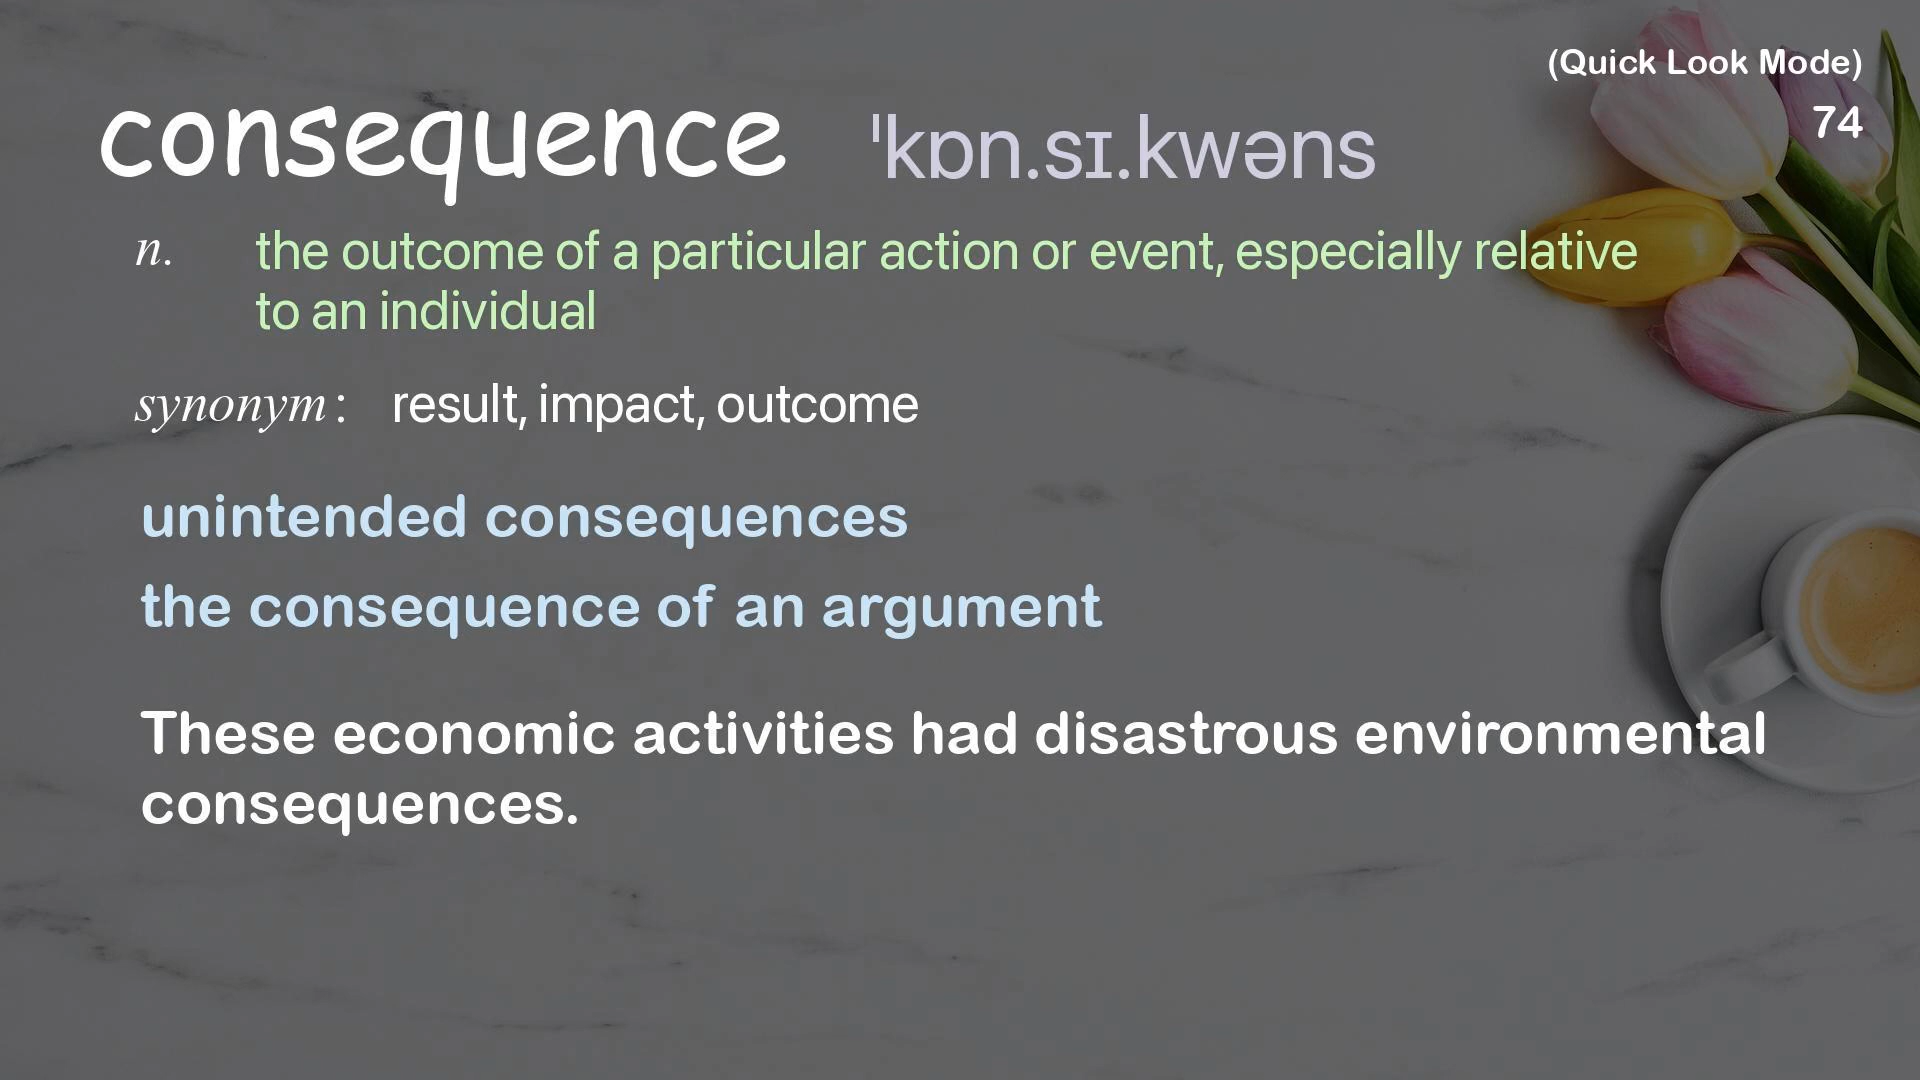 (Quick Look Mode)
74
consequence ˈkɒn.sɪ.kwəns
n. the outcome of a particular action or event, especially relative
to an individual
synonym: result, impact, outcome
unintended consequences
the consequence of an argument
These economic activities had disastrous environmental
consequences.